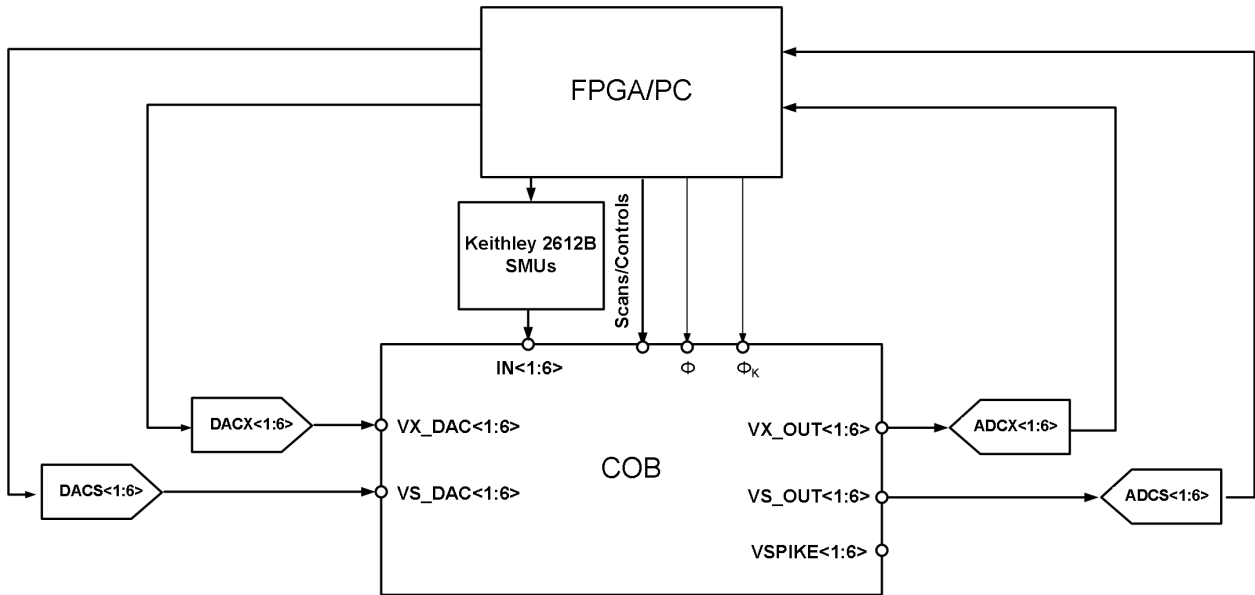 FPGA/PC
Keithley 2612B
SMUs
Scans/Controls
IN<1:6>
Φ
ΦK
DACX<1:6>
VX_DAC<1:6>
VX_OUT<1:6>
ADCX<1:6>
COB
DACS<1:6>
VS_DAC<1:6>
VS_OUT<1:6>
ADCS<1:6>
VSPIKE<1:6>